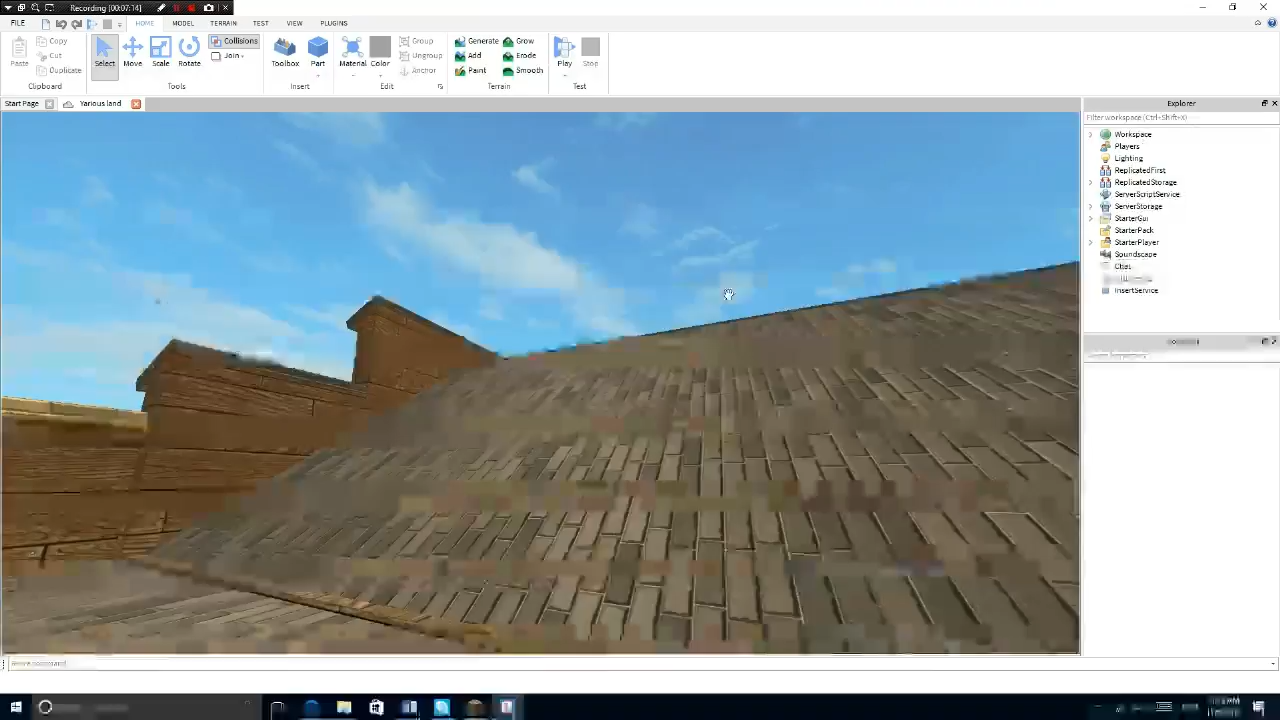 Recording [00:07:14]
FILE HOME MODEL TERRAIN TEST VIEW PLUGINS
Paste
Copy
Cut
Duplicate
Clipboard
Select Move Scale Rotate
Collisions
Join
Tools
Toolbox Part
Insert
Material Color
Group
Ungroup
Anchor
Edit
Generate Grow
Add Erode
Paint Smooth
Terrain
Play Stop
Test
Start Page
Yarious land
Explorer
Filter workspace (Ctrl+Shift+X)
Workspace
Players
Lighting
ReplicatedFirst
ReplicatedStorage
ServerScriptService
ServerStorage
StarterGui
StarterPack
StarterPlayer
Soundscape
Chat
InsertService